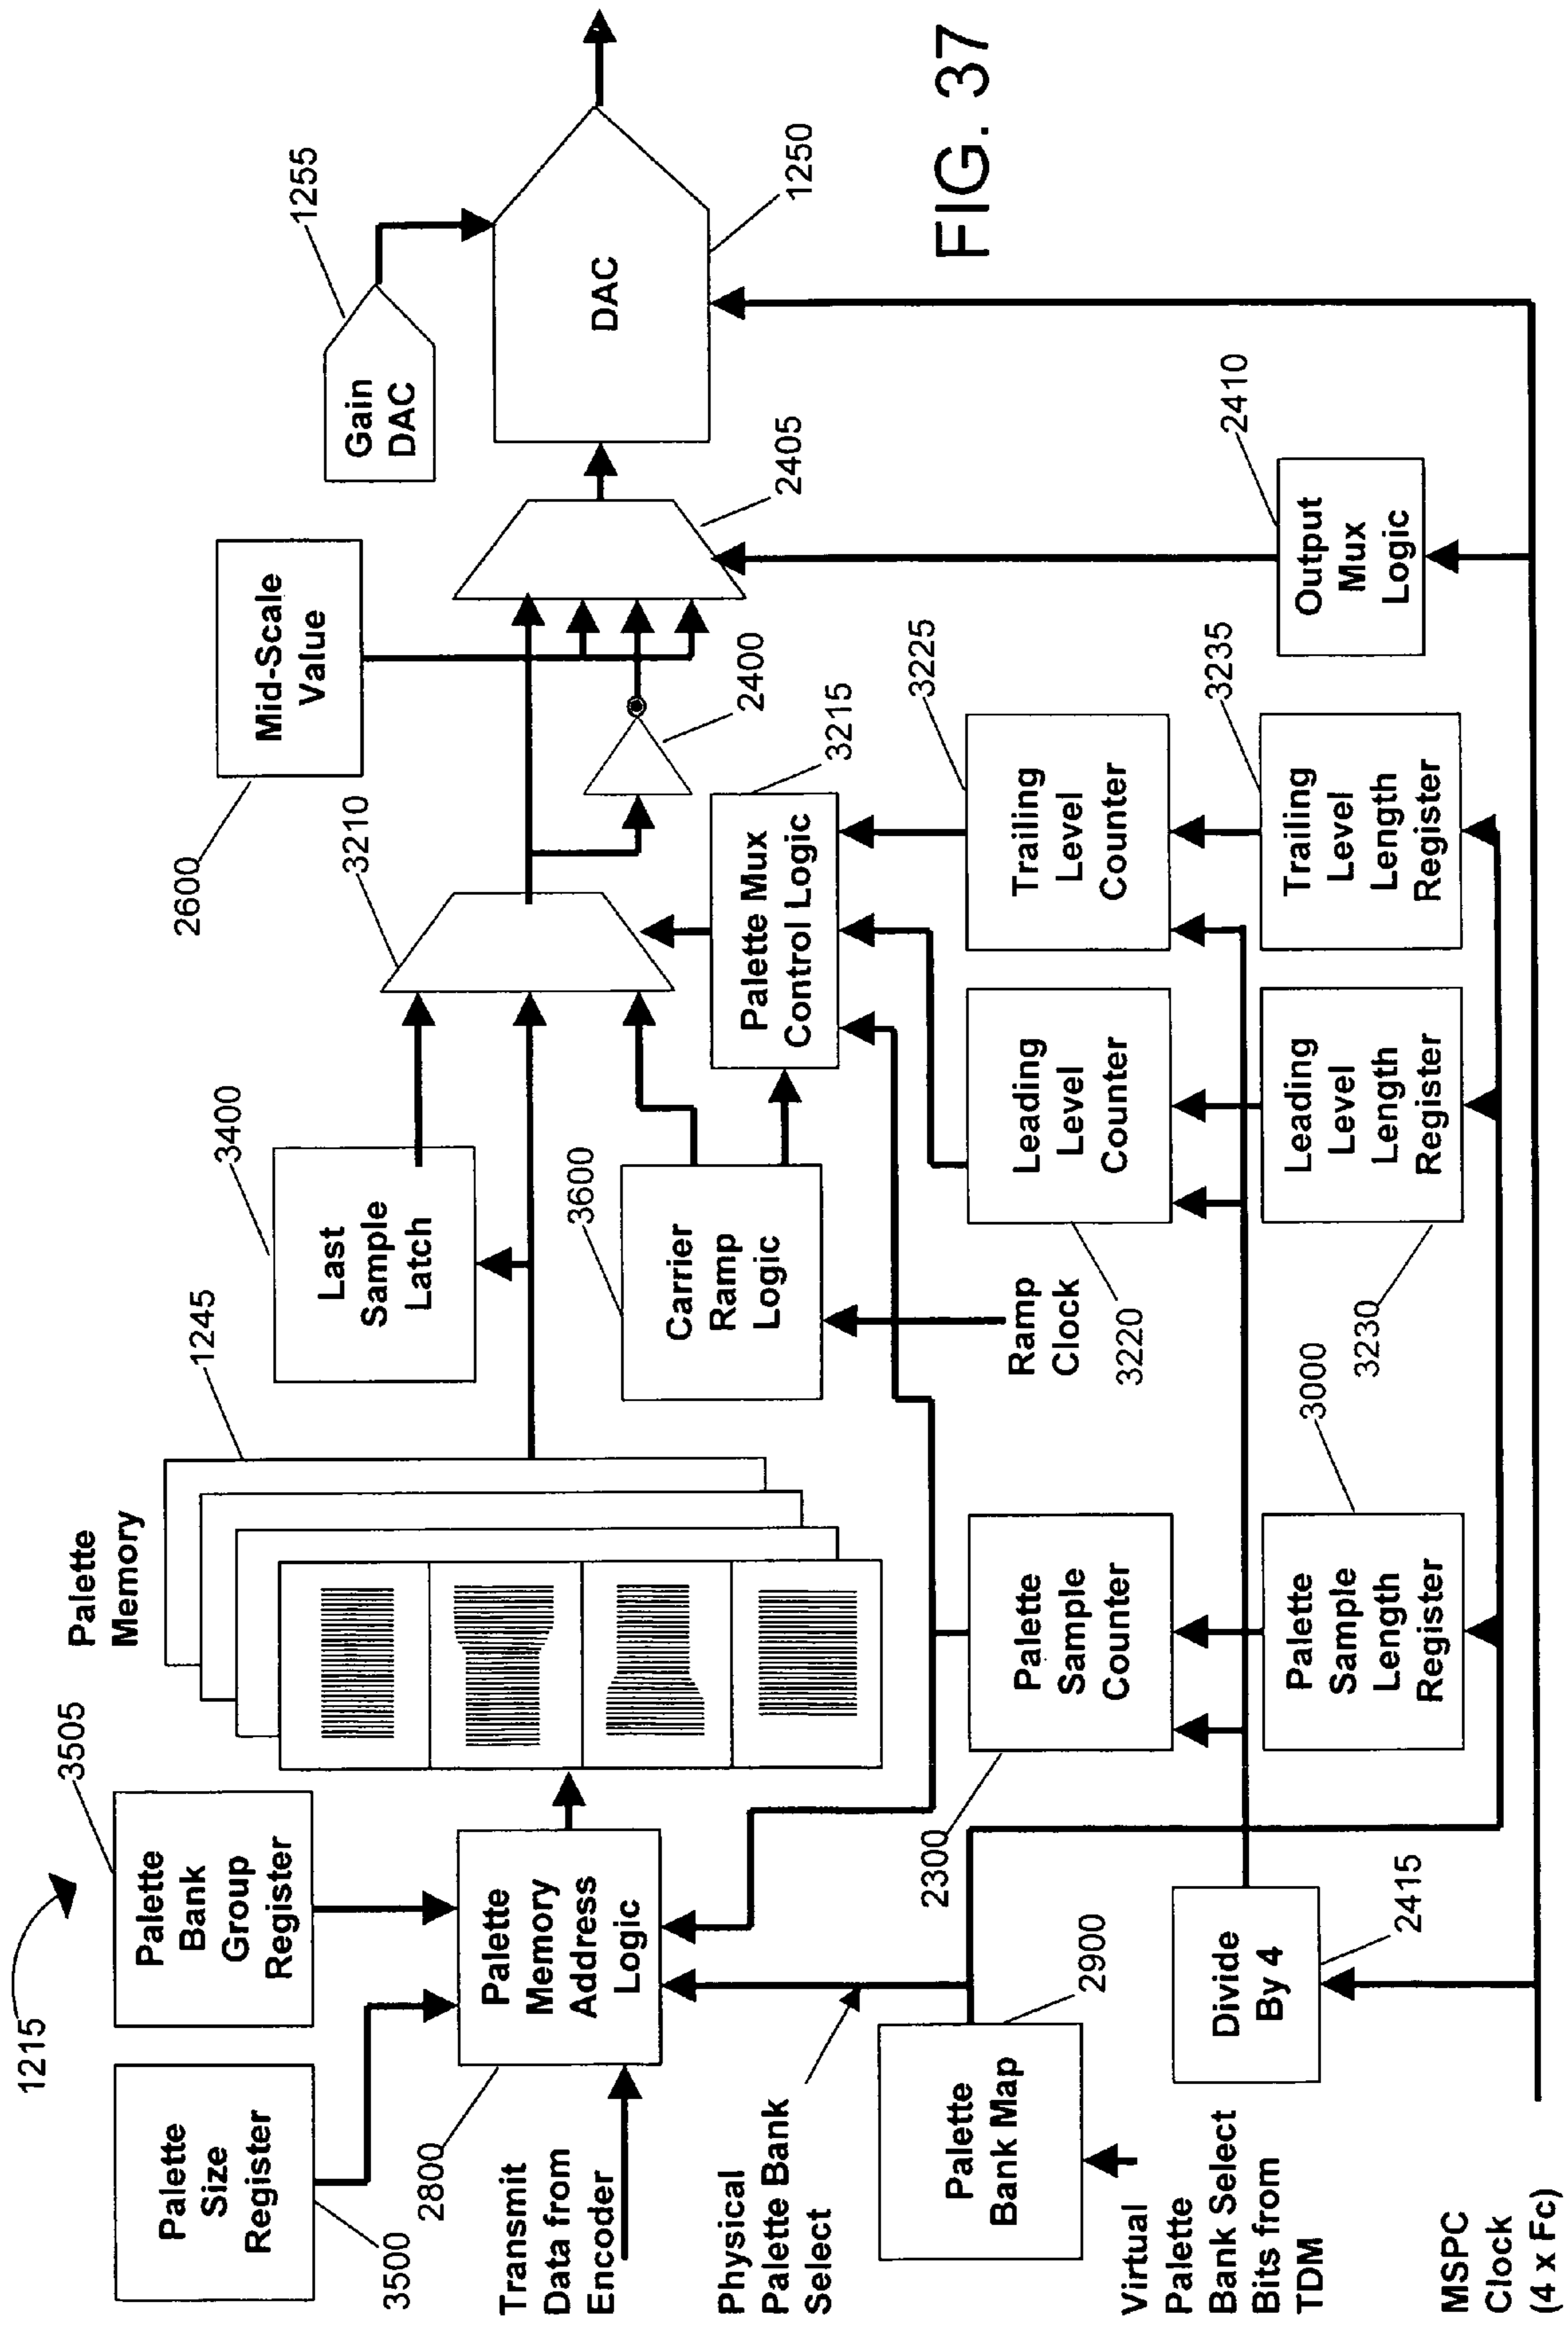 1215
Palette
Size
Register
3500
Palette
Bank
Group
Register
3505
Palette
Memory
1245
Last
Sample
Latch
3400
3210
2600
Mid-Scale
Value
Gain
DAC
1255
Palette
Memory
Address
Logic
2800
Transmit
Data from
Encoder
Carrier
Ramp
Logic
3600
2400
2405
DAC
1250
Physical
Palette Bank
Select
Palette Mux
Control Logic
3215
Ramp
Clock
Palette
Bank Map
2900
2300
Palette
Sample
Counter
3220
Leading
Level
Counter
Trailing
Level
Counter
3225
FIG. 37
Virtual
Palette
Bank Select
Bits from
TDM
Divide
By 4
2415
Palette
Sample
Length
Register
3000
Leading
Level
Length
Register
3230
Trailing
Level
Length
Register
3235
Output
Mux
Logic
2410
MSPC
Clock
(4 x Fc)